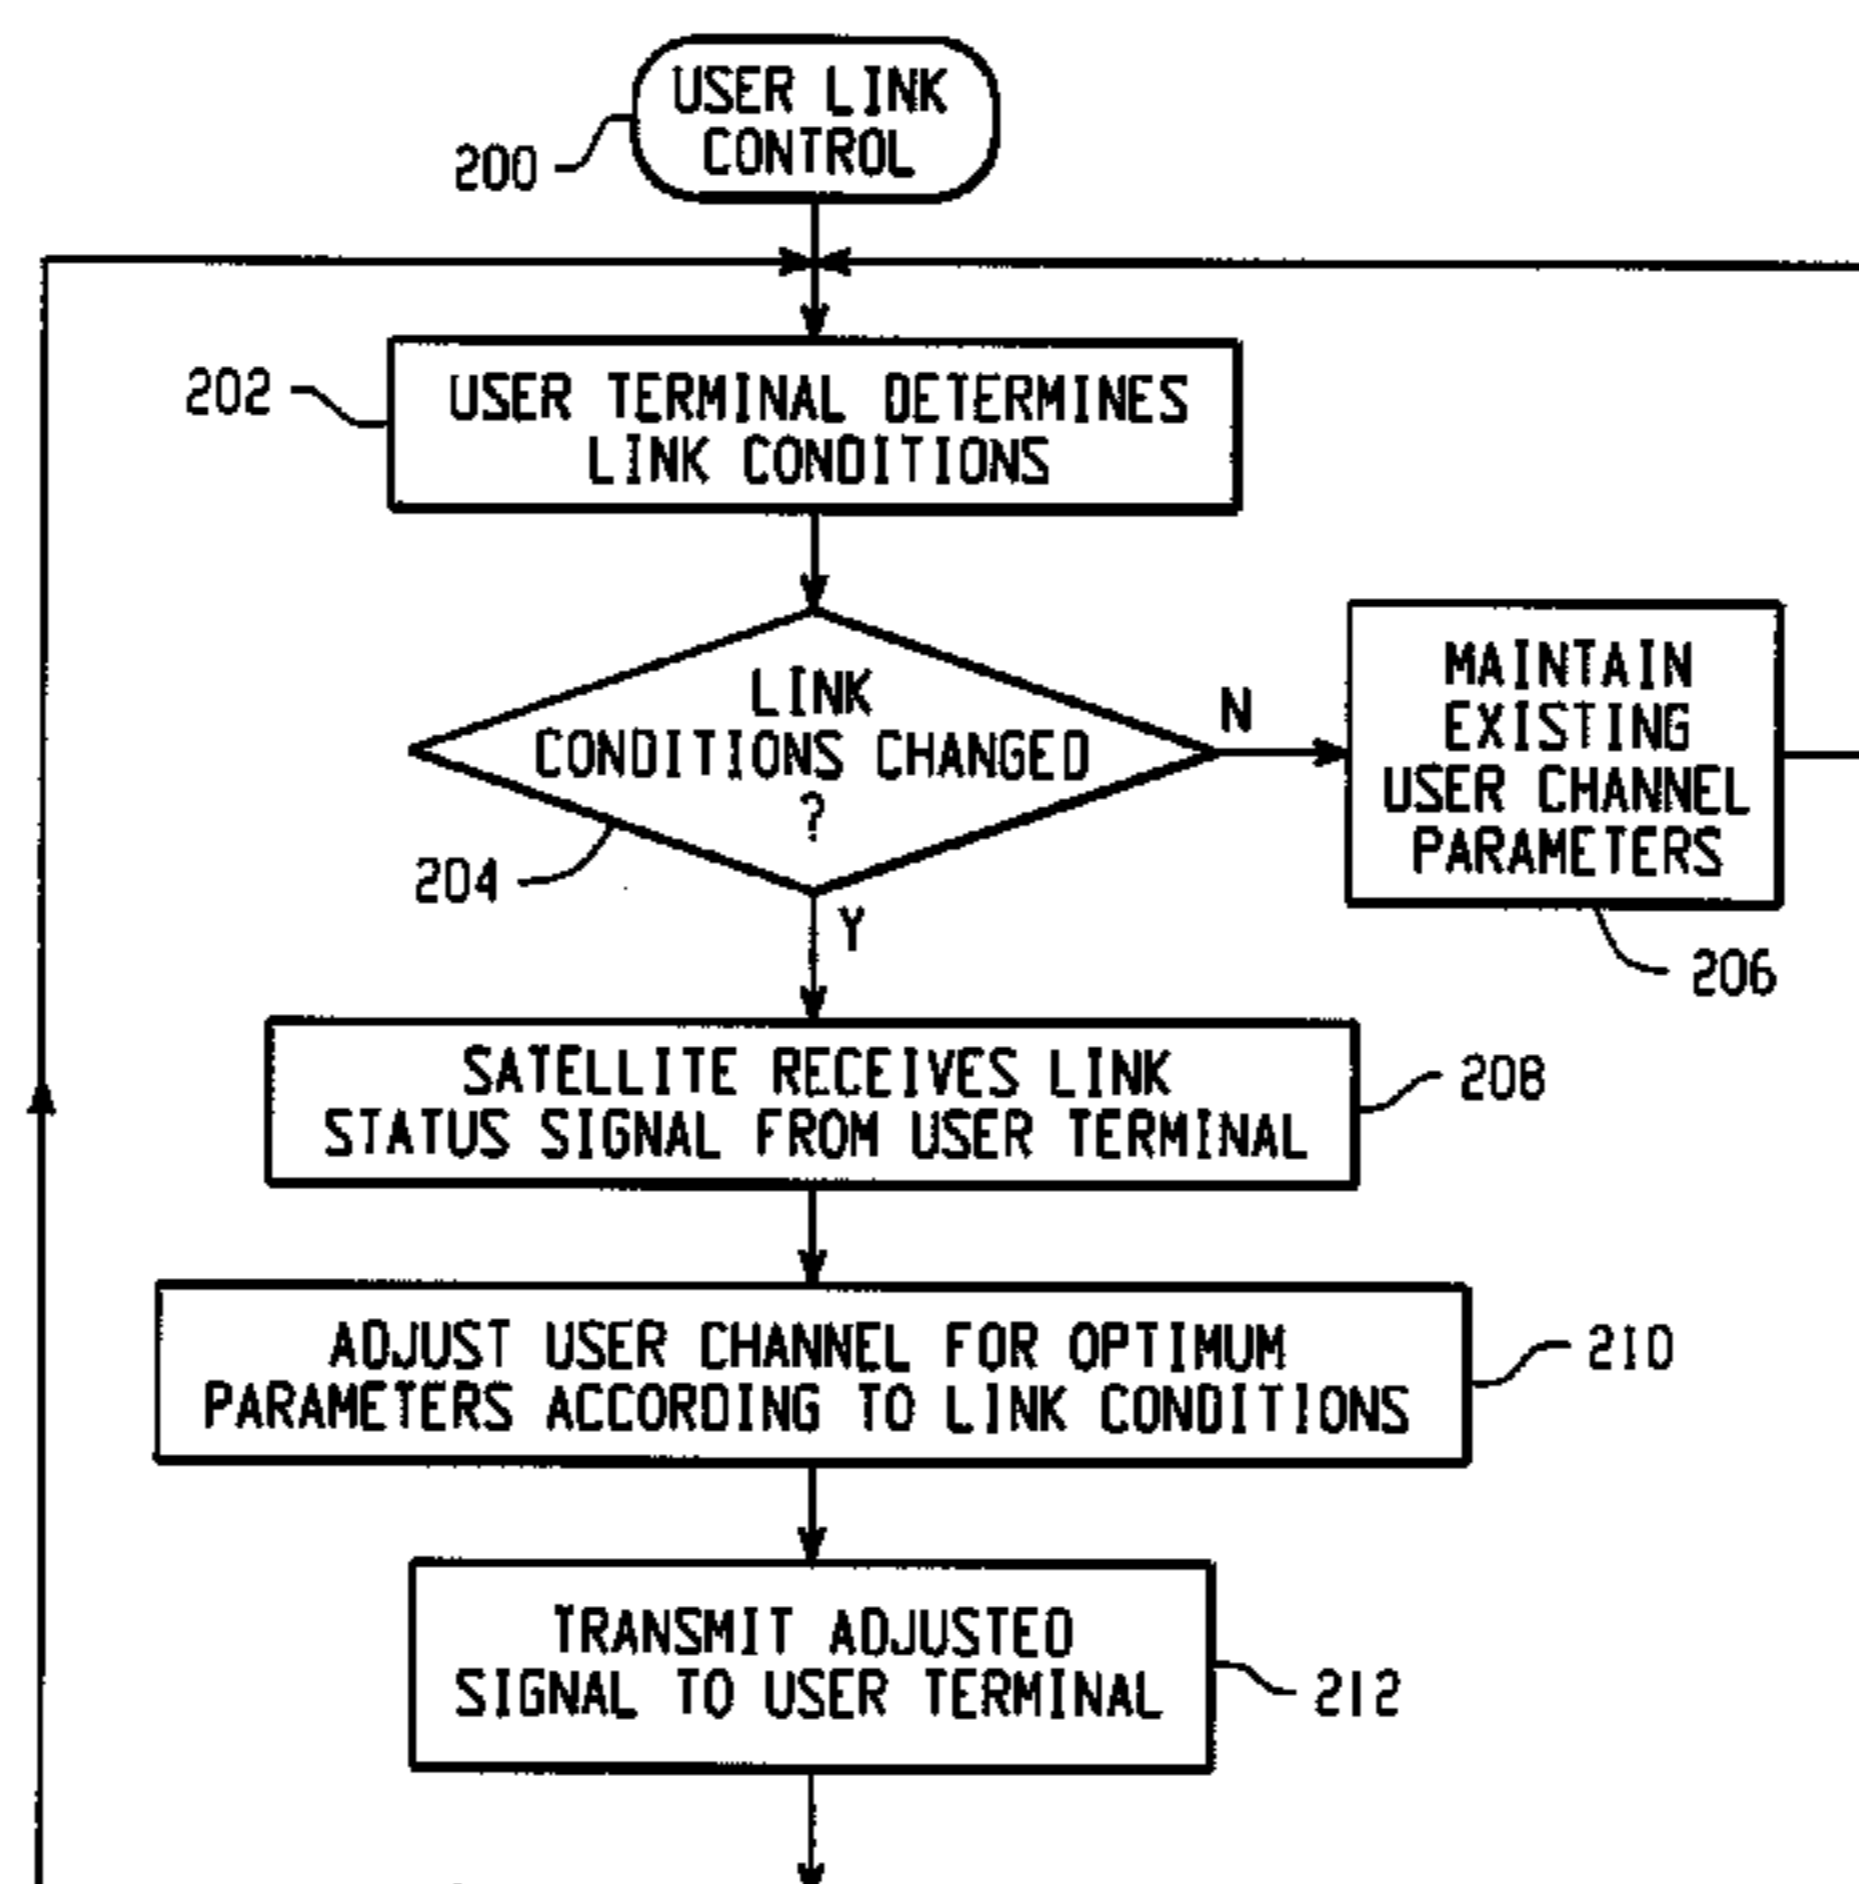 USER LINK
CONTROL
200
202
USER TERMINAL DETERMINES
LINK CONDITIONS
LINK
CONDITIONS CHANGED
?
N
MAINTAIN
EXISTING
USER CHANNEL
PARAMETERS
204
Y
206
SATELLITE RECEIVES LINK
STATUS SIGNAL FROM USER TERMINAL
208
ADJUST USER CHANNEL FOR OPTIMUM
PARAMETERS ACCORDING TO LINK CONDITIONS
210
TRANSMIT ADJUSTED
SIGNAL TO USER TERMINAL
212